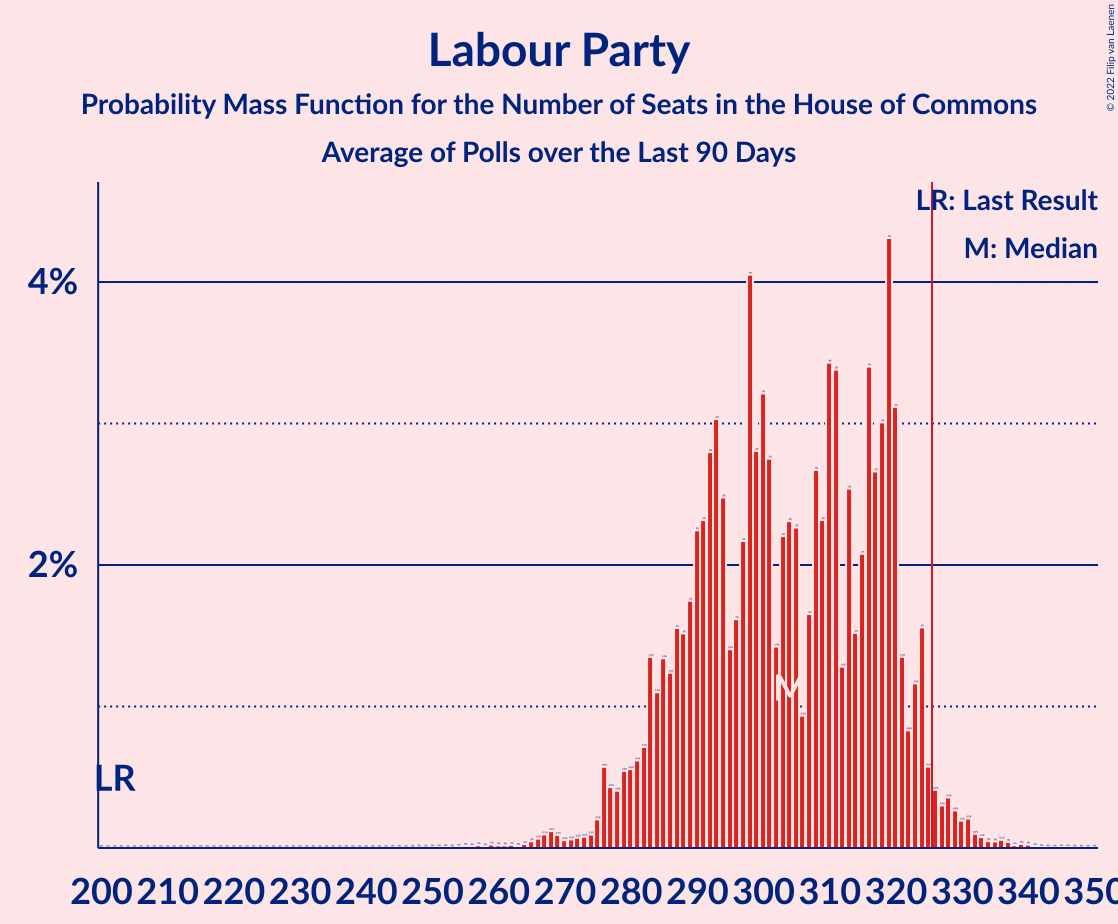 Labour Party
Probability Mass Function for the Number of Seats in the House of Commons
Average of Polls over the Last 90 Days
© 2022 Filip van Laenen
LR: Last Result
M: Median
4%
2%
M
LR
200 210 220 230 240 250 260 270 280 290 300 310 320 330 340 350